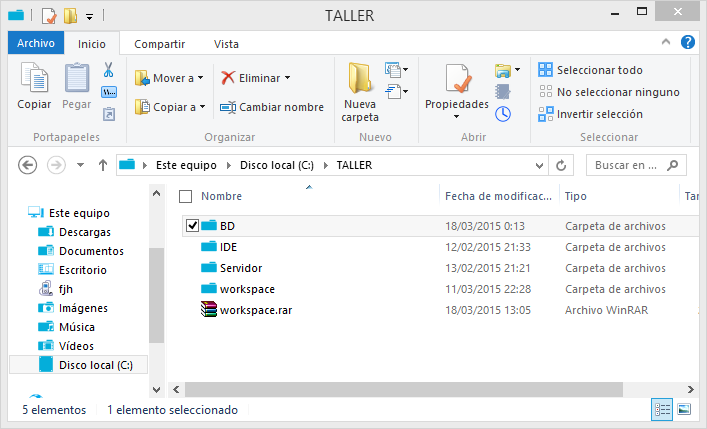 TALLER
Archivo Inicio Compartir Vista
Copiar Pegar Mover a Copiar a Eliminar Cambiar nombre Nueva carpeta Propiedades Seleccionar todo No seleccionar ninguno Invertir selección
Portapapeles Organizar Nuevo Abrir Seleccionar
Este equipo Disco local (C:) TALLER Buscar en ...
Nombre Fecha de modificac... Tipo Tar
Este equipo
Descargas
Documentos
Escritorio
fjh
Imágenes
Música
Vídeos
Disco local (C:)
BD 18/03/2015 0:13 Carpeta de archivos
IDE 12/02/2015 21:33 Carpeta de archivos
Servidor 13/02/2015 21:21 Carpeta de archivos
workspace 11/03/2015 22:28 Carpeta de archivos
workspace.rar 18/03/2015 13:05 Archivo WinRAR
5 elementos 1 elemento seleccionado